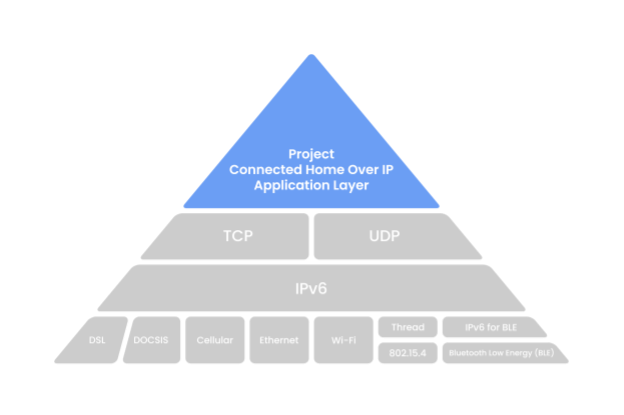 Project
Connected Home Over IP
Application Layer
TCP
UDP
IPv6
DSL
DOCSIS
Cellular
Ethernet
Wi-Fi
Thread
802.15.4
IPv6 for BLE
Bluetooth Low Energy (BLE)